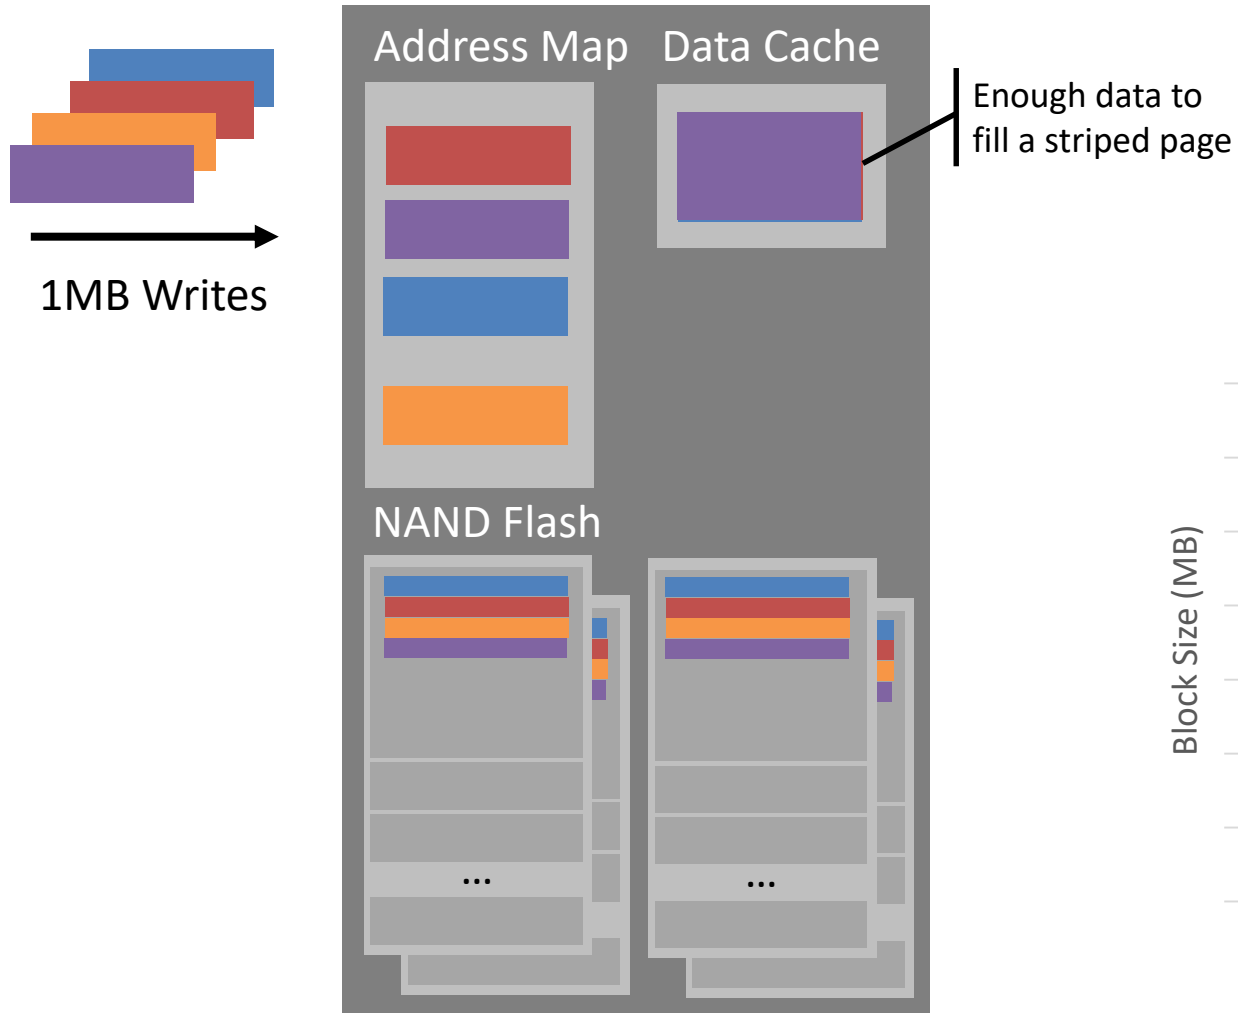 Address Map
Data Cache
Enough data to
fill a striped page
1MB Writes
NAND Flash
...
...
Block Size (MB)